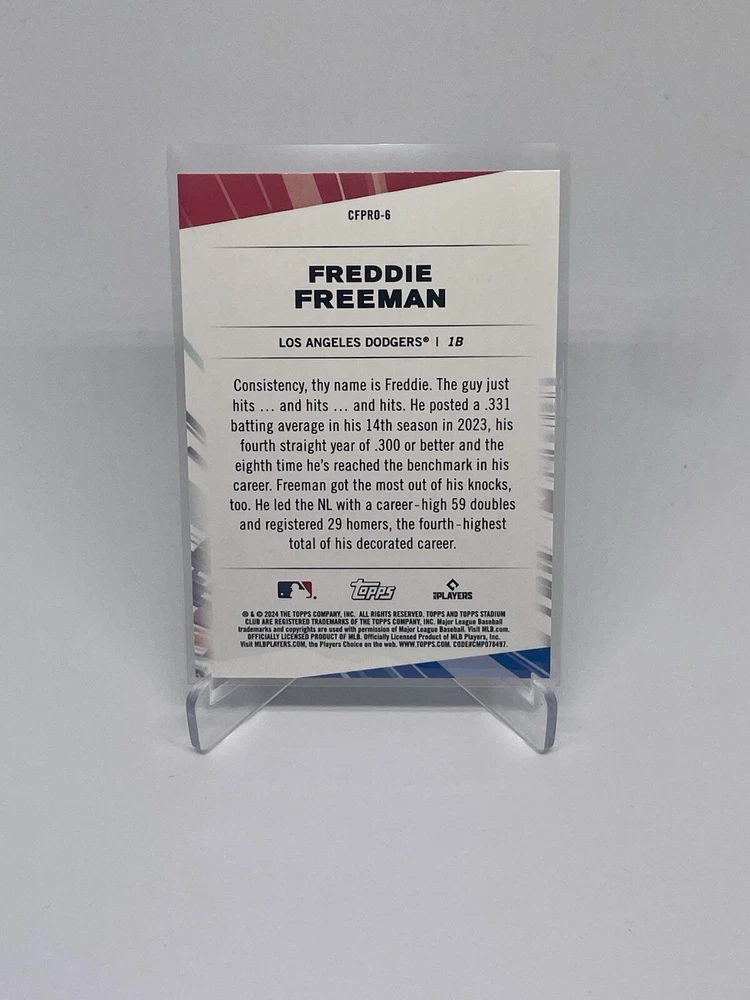 CFPRO-6
FREDDIE
FREEMAN
LOS ANGELES DODGERS® | 1B
Consistency, thy name is Freddie. The guy just
hits ... and hits ... and hits. He posted a .331
batting average in his 14th season in 2023, his
fourth straight year of .300 or better and the
eighth time he's reached the benchmark in his
career. Freeman got the most out of his knocks,
too. He led the NL with a career-high 59 doubles
and registered 29 homers, the fourth-highest
total of his decorated career.
topps PLAYERS
® & © 2024 THE TOPPS COMPANY, INC. ALL RIGHTS RESERVED. TOPPS AND TOPPS STADIUM
CLUB ARE REGISTERED TRADEMARKS OF THE TOPPS COMPANY, INC. Major League Baseball
trademarks and copyrights are used with permission of Major League Baseball. Visit MLB.com.
OFFICIALLY LICENSED PRODUCT OF MLB. Officially Licensed Product of MLB Players, Inc.
Visit MLBPLAYERS.COM, the Players Choice on the web. WWW.TOPPS.COM. CODE#CMP078497.